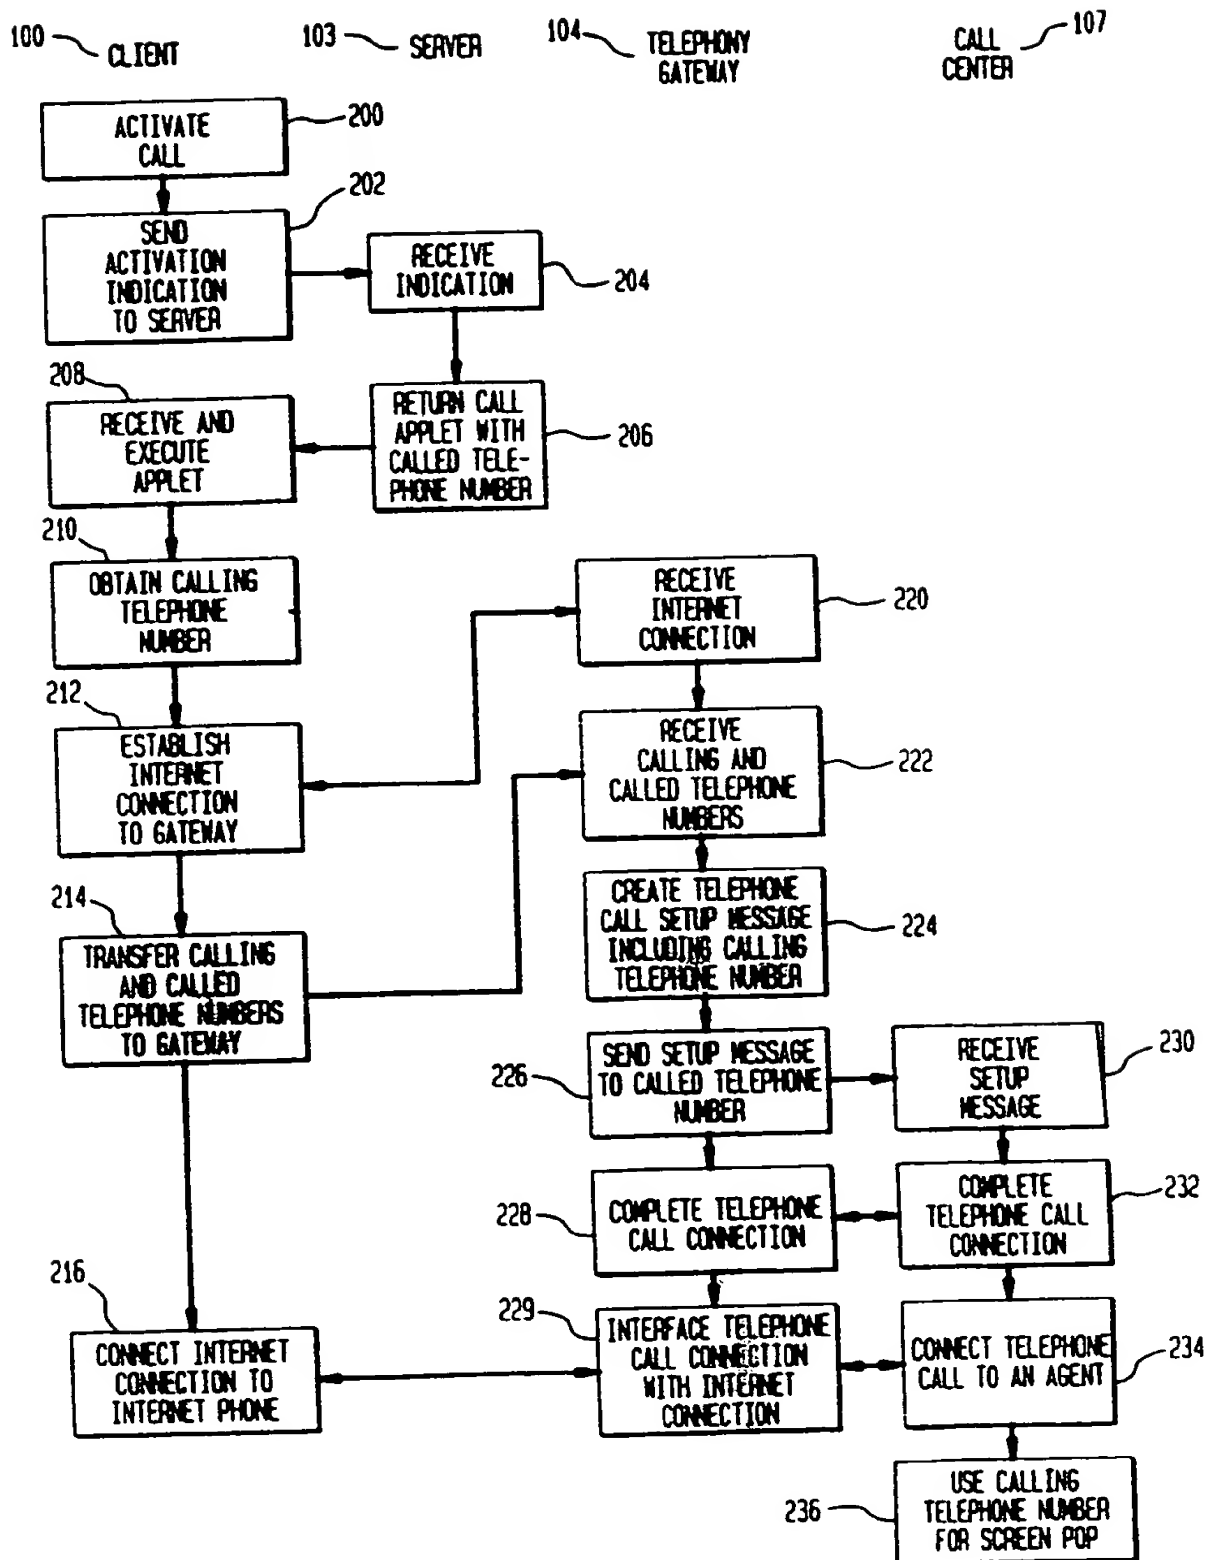 100
CLIENT
103
SERVER
104
TELEPHONY
GATEWAY
CALL
CENTER
107
ACTIVATE
CALL
200
SEND
ACTIVATION
INDICATION
TO SERVER
202
RECEIVE
INDICATION
204
208
RECEIVE AND
EXECUTE
APPLET
RETURN CALL
APPLET WITH
CALLED TELE-
PHONE NUMBER
206
210
OBTAIN CALLING
TELEPHONE
NUMBER
RECEIVE
INTERNET
CONNECTION
220
212
ESTABLISH
INTERNET
CONNECTION
TO GATEWAY
RECEIVE
CALLING AND
CALLED TELEPHONE
NUMBERS
222
214
TRANSFER CALLING
AND CALLED
TELEPHONE NUMBERS
TO GATEWAY
CREATE TELEPHONE
CALL SETUP MESSAGE
INCLUDING CALLING
TELEPHONE NUMBER
224
226
SEND SETUP MESSAGE
TO CALLED TELEPHONE
NUMBER
RECEIVE
SETUP
MESSAGE
230
228
COMPLETE TELEPHONE
CALL CONNECTION
COMPLETE
TELEPHONE CALL
CONNECTION
232
216
CONNECT INTERNET
CONNECTION TO
INTERNET PHONE
229
INTERFACE TELEPHONE
CALL CONNECTION
WITH INTERNET
CONNECTION
CONNECT TELEPHONE
CALL TO AN AGENT
234
236
USE CALLING
TELEPHONE NUMBER
FOR SCREEN POP